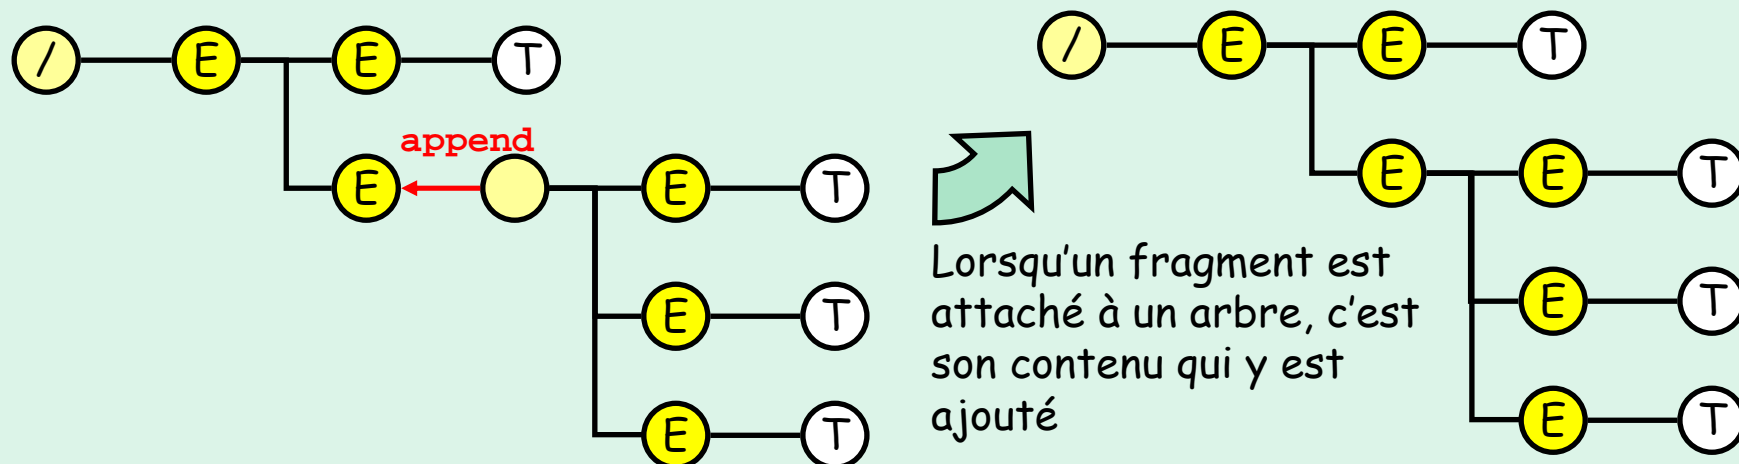 / E E T
append
E E T
E T
E T
/ E E T
E E T
E T
E T
Lorsqu'un fragment est
attaché à un arbre, c'est
son contenu qui y est
ajouté